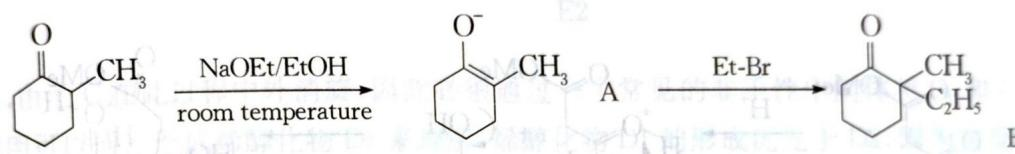 O O⁻ O
CH₃ NaOEt/EtOH CH₃ A Et-Br CH₃
room temperature C₂H₅